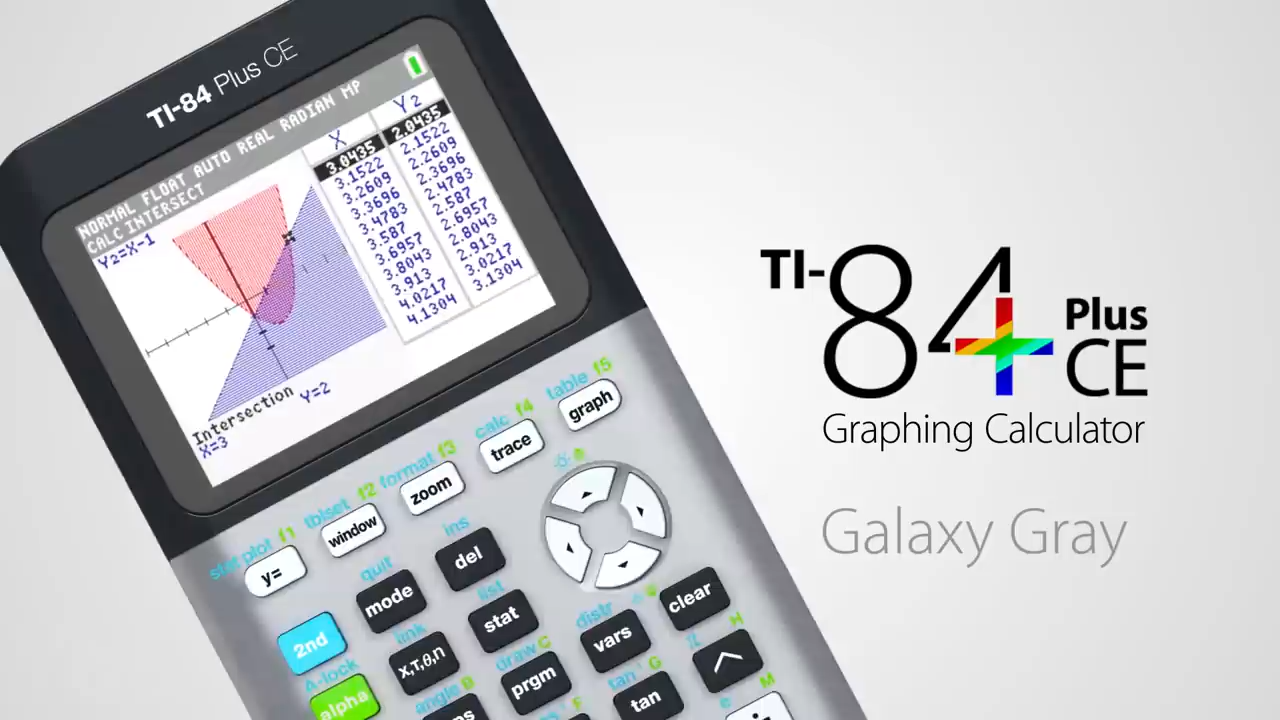 TI-84 Plus CE
NORMAL FLOAT AUTO REAL RADIAN MP
CALC INTERSECT
Y2=X-1
X Y2
3.0435 2.0435
3.1522 2.1522
3.2609 2.2609
3.3696 2.3696
3.4783 2.4783
3.587 2.587
3.6957 2.6957
3.8043 2.8043
3.913 2.913
4.0217 3.0217
4.1304 3.1304
Intersection
X=3 Y=2
stat plot f1 tblset f2 format f3 calc f4 table f5
y= window zoom trace graph
quit ins
2nd mode del
A-lock link list
alpha X,T,θ,n stat
angle B draw C distr
prgm vars clear
tan⁻¹ G π H
tan
e M
TI-84 Plus CE
Graphing Calculator
Galaxy Gray